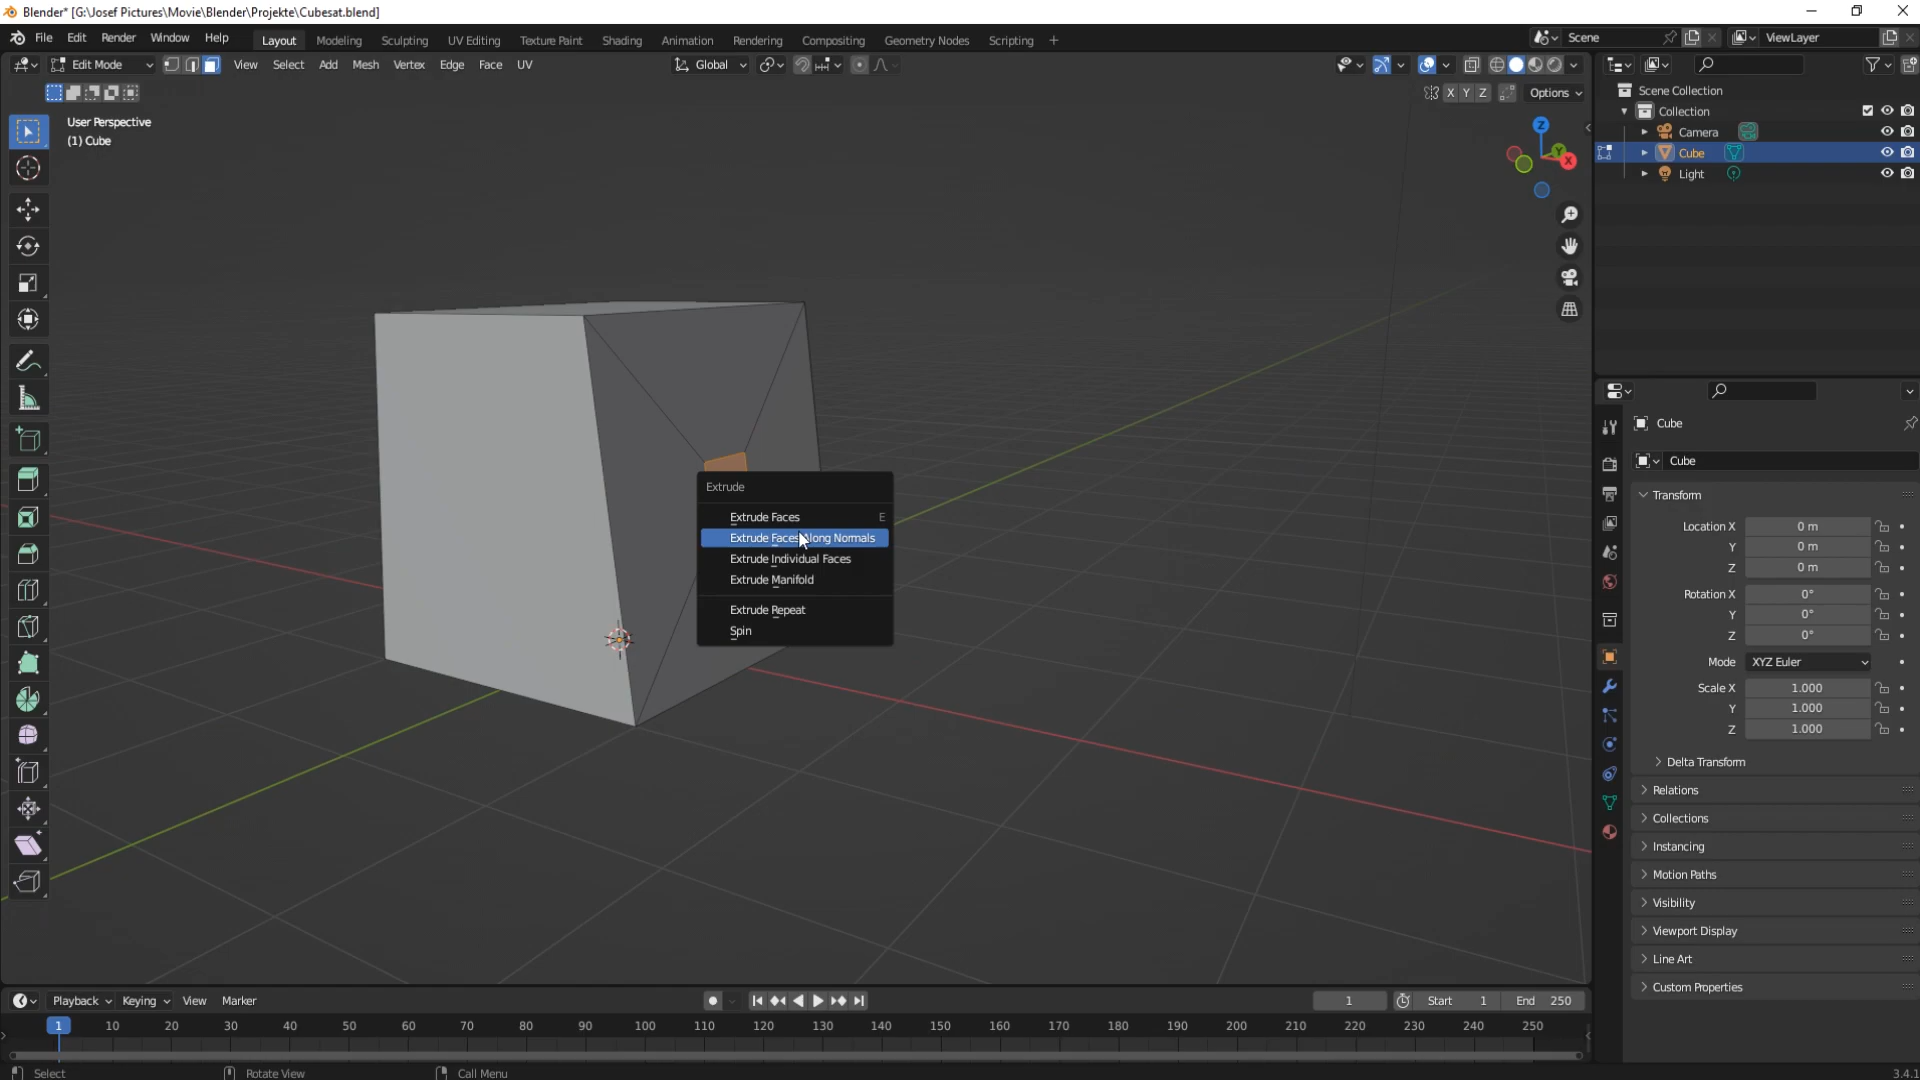 Blender* [G:\Josef Pictures\Movie\Blender\Projekte\Cubesat.blend]
File Edit Render Window Help Layout Modeling Sculpting UV Editing Texture Paint Shading Animation Rendering Compositing Geometry Nodes Scripting + Scene ViewLayer
Edit Mode View Select Add Mesh Vertex Edge Face UV Global
X Y Z Options
User Perspective
(1) Cube
Z
Y
X
Scene Collection
Collection
Camera
Cube
Light
Cube
Cube
Transform
Location X 0 m
Y 0 m
Z 0 m
Rotation X 0°
Y 0°
Z 0°
Mode XYZ Euler
Scale X 1.000
Y 1.000
Z 1.000
Delta Transform
Relations
Collections
Instancing
Motion Paths
Visibility
Viewport Display
Line Art
Custom Properties
Extrude
Extrude Faces E
Extrude Faces Along Normals
Extrude Individual Faces
Extrude Manifold
Extrude Repeat
Spin
Playback Keying View Marker 1 Start 1 End 250
1 10 20 30 40 50 60 70 80 90 100 110 120 130 140 150 160 170 180 190 200 210 220 230 240 250
Select Rotate View Call Menu 3.4.1